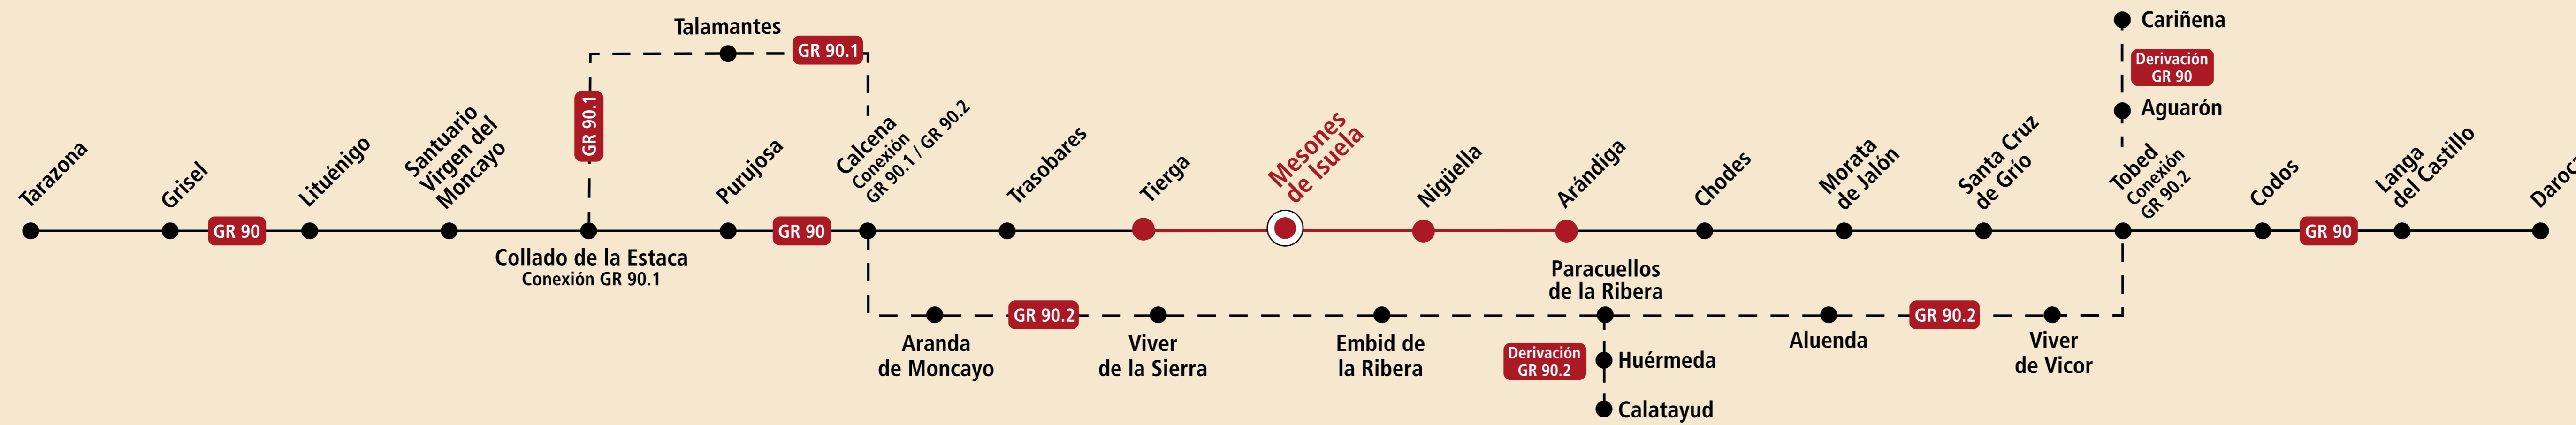 Talamantes
GR 90.1
Cariñena
Derivación
GR 90
Aguarón
GR 90.1
Tarazona
Grisel
GR 90
Lituénigo
Santuario
Virgen del
Moncayo
Collado de la Estaca
Conexión GR 90.1
Purujosa
GR 90
Calcena
Conexión
GR 90.1 / GR 90.2
Trasobares
Tierga
Mesones
de Isuela
Nigüella
Arándiga
Chodes
Morata
de Jalón
Santa Cruz
de Grío
Tobed
Conexión
GR 90.2
Codos
GR 90
Langa
del Castillo
Daroc
Aranda
de Moncayo
GR 90.2
Viver
de la Sierra
Embid de
la Ribera
Paracuellos
de la Ribera
Derivación
GR 90.2
Huérmeda
Calatayud
Aluenda
GR 90.2
Viver
de Vicor